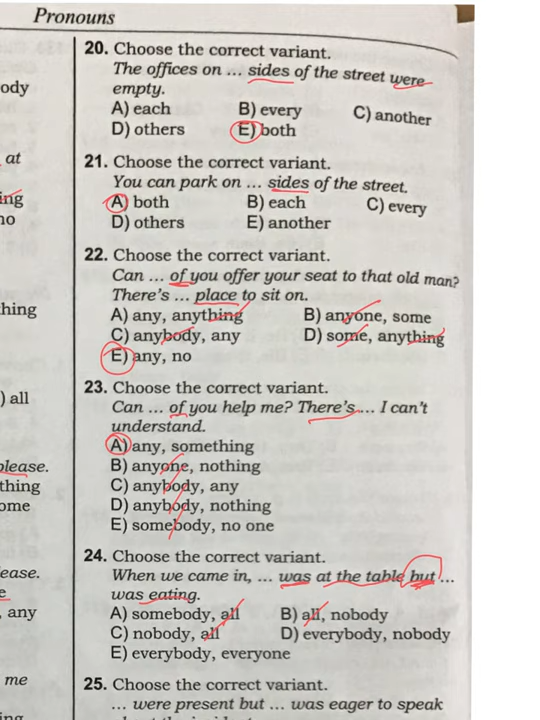 Pronouns
ody
at
ing
no
thing
) all
please.
thing
ome
ease.
e
, any
me
ing
20. Choose the correct variant.
The offices on ... sides of the street were
empty.
A) each B) every C) another
D) others E) both
21. Choose the correct variant.
You can park on ... sides of the street.
A) both B) each C) every
D) others E) another
22. Choose the correct variant.
Can ... of you offer your seat to that old man?
There's ... place to sit on.
A) any, anything B) anyone, some
C) anybody, any D) some, anything
E) any, no
23. Choose the correct variant.
Can ... of you help me? There's ... I can't
understand.
A) any, something
B) anyone, nothing
C) anybody, any
D) anybody, nothing
E) somebody, no one
24. Choose the correct variant.
When we came in, ... was at the table but ...
was eating.
A) somebody, all B) all, nobody
C) nobody, all D) everybody, nobody
E) everybody, everyone
25. Choose the correct variant.
... were present but ... was eager to speak